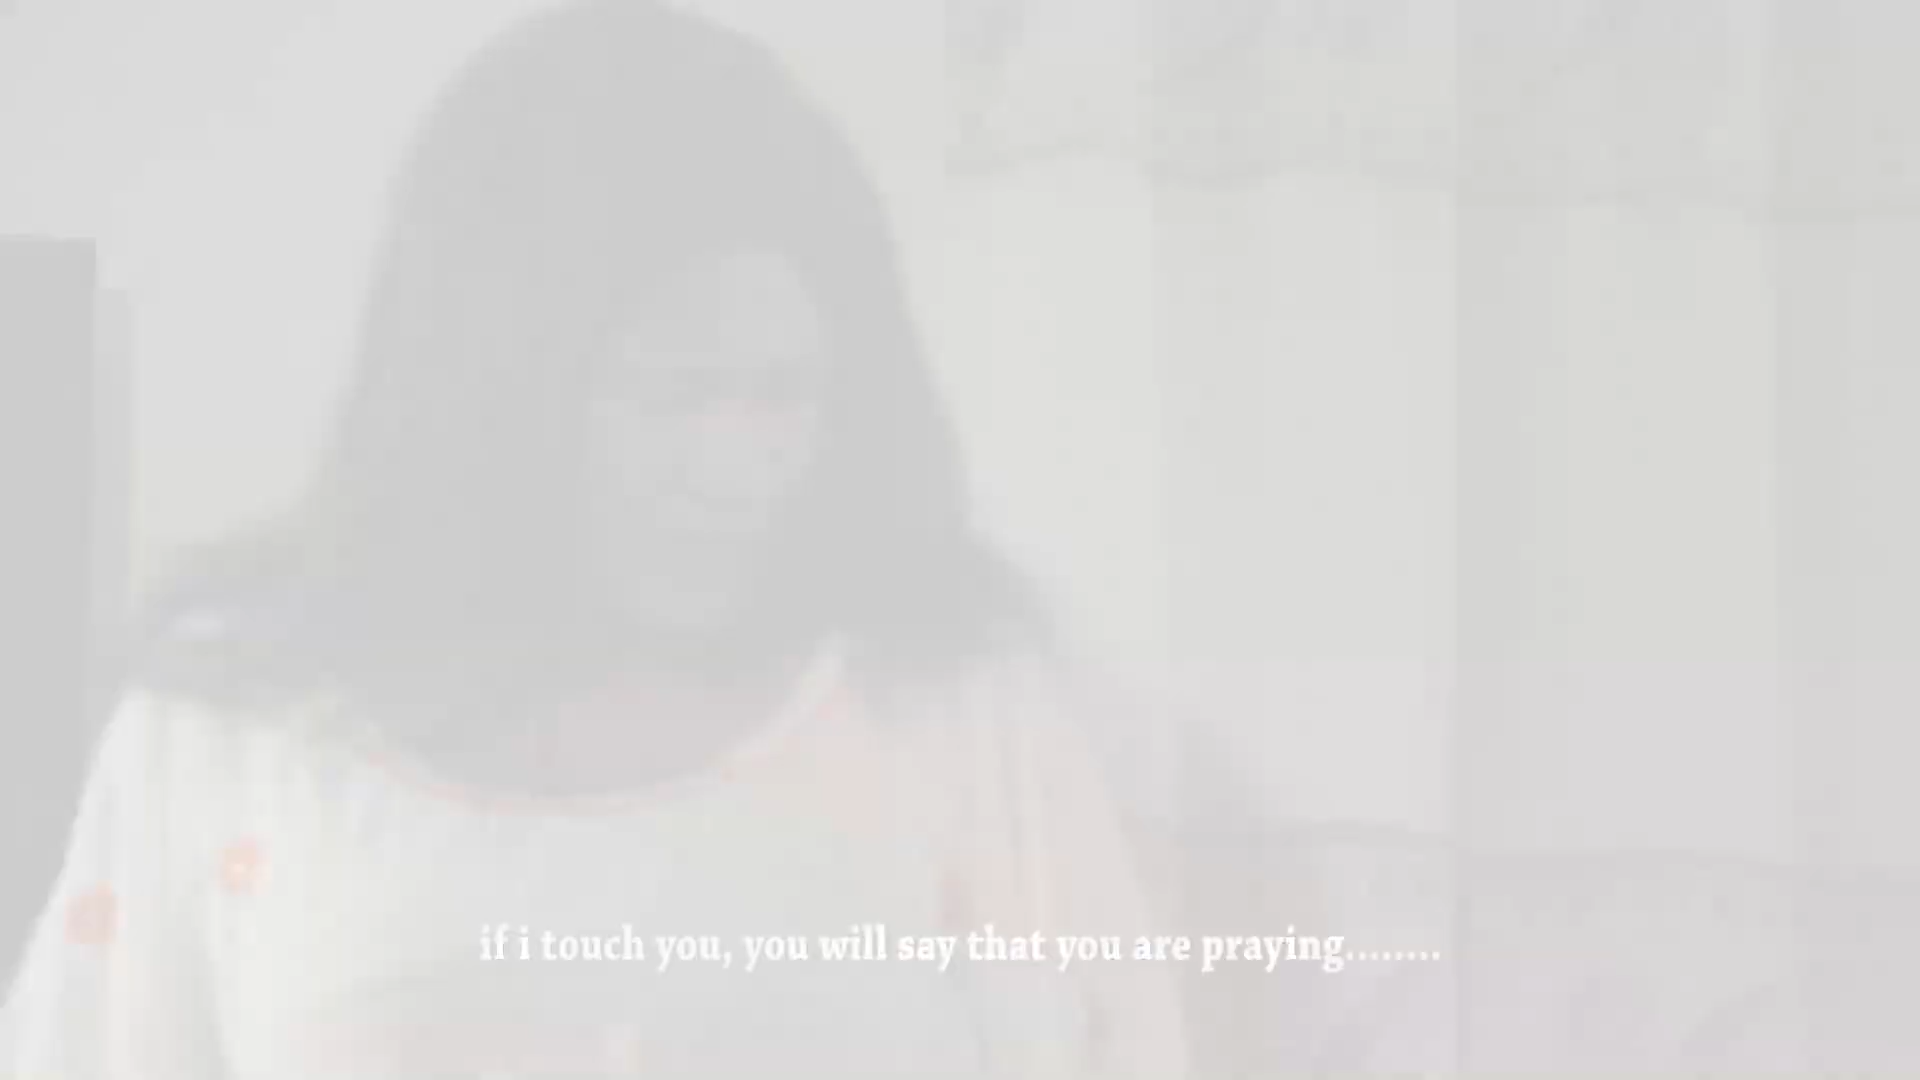 if i touch you, you will say that you are praying........